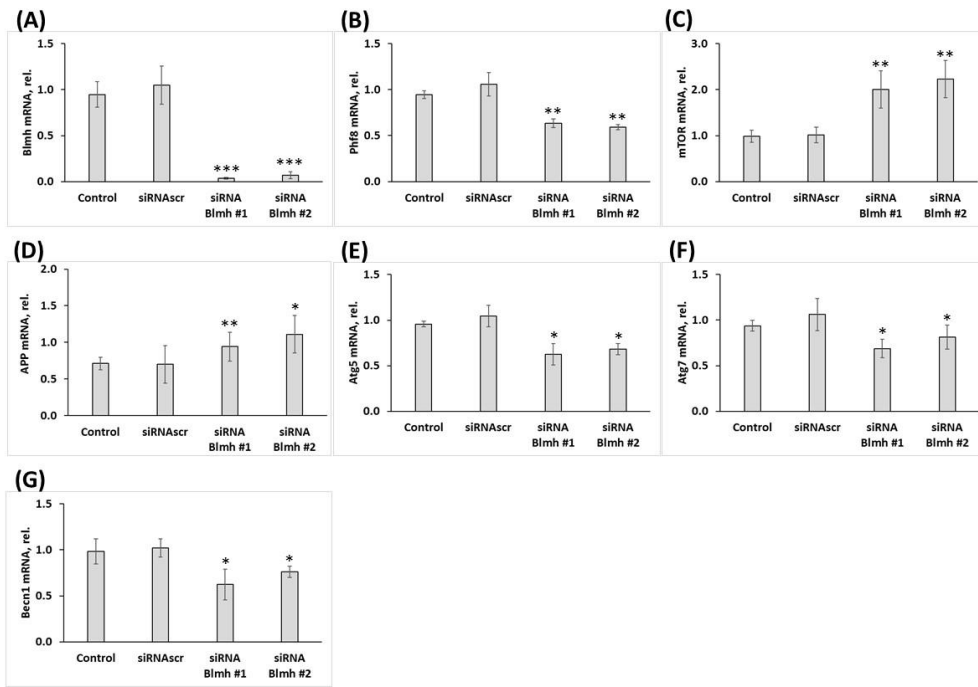 (A)
Blmh mRNA, rel.
1.5
1.0
0.5
0.0
***
***
Control
siRNAscr
siRNA
Blmh #1
siRNA
Blmh #2
(B)
Phf8 mRNA, rel.
1.5
1.0
0.5
0.0
**
**
Control
siRNAscr
siRNA
Blmh #1
siRNA
Blmh #2
(C)
mTOR mRNA, rel.
3.0
2.0
1.0
0.0
**
**
Control
siRNAscr
siRNA
Blmh #1
siRNA
Blmh #2
(D)
APP mRNA, rel.
2.0
1.5
1.0
0.5
0.0
**
*
Control
siRNAscr
siRNA
Blmh #1
siRNA
Blmh #2
(E)
Atg5 mRNA, rel.
1.5
1.0
0.5
0.0
*
*
Control
siRNAscr
siRNA
Blmh #1
siRNA
Blmh #2
(F)
Atg7 mRNA, rel.
1.5
1.0
0.5
0.0
*
*
Control
siRNAscr
siRNA
Blmh #1
siRNA
Blmh #2
(G)
Becn1 mRNA, rel.
1.5
1.0
0.5
0.0
*
*
Control
siRNAscr
siRNA
Blmh #1
siRNA
Blmh #2